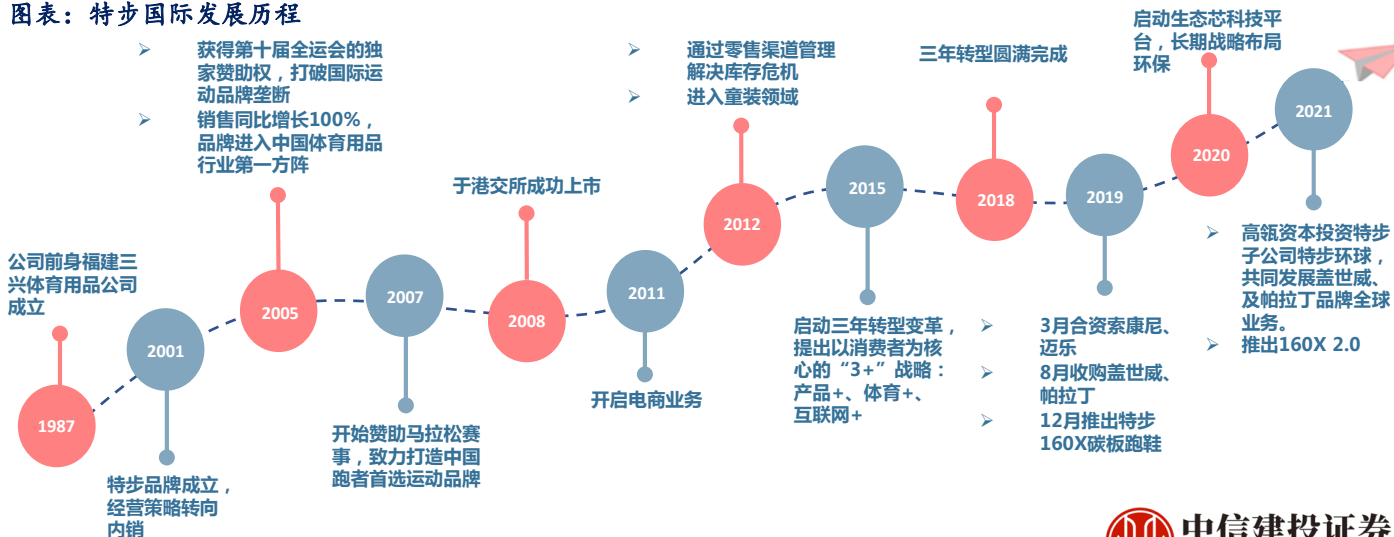 图表：特步国际发展历程
公司前身福建三
兴体育用品公司
成立
1987
2001
特步品牌成立，
经营策略转向
内销
➢ 获得第十届全运会的独
家赞助权，打破国际运
动品牌垄断
➢ 销售同比增长100%，
品牌进入中国体育用品
行业第一方阵
2005
2007
开始赞助马拉松赛
事，致力打造中国
跑者首选运动品牌
于港交所成功上市
2008
2011
开启电商业务
➢ 通过零售渠道管理
解决库存危机
➢ 进入童装领域
2012
2015
启动三年转型变革，
提出以消费者为核
心的“3+”战略：
产品+、体育+、
互联网+
三年转型圆满完成
2018
2019
➢ 3月合资索康尼、
迈乐
➢ 8月收购盖世威、
帕拉丁
➢ 12月推出特步
160X碳板跑鞋
启动生态芯科技平
台，长期战略布局
环保
2020
2021
➢ 高瓴资本投资特步
子公司特步环球，
共同发展盖世威、
及帕拉丁品牌全球
业务。
➢ 推出160X 2.0
中信建投证券